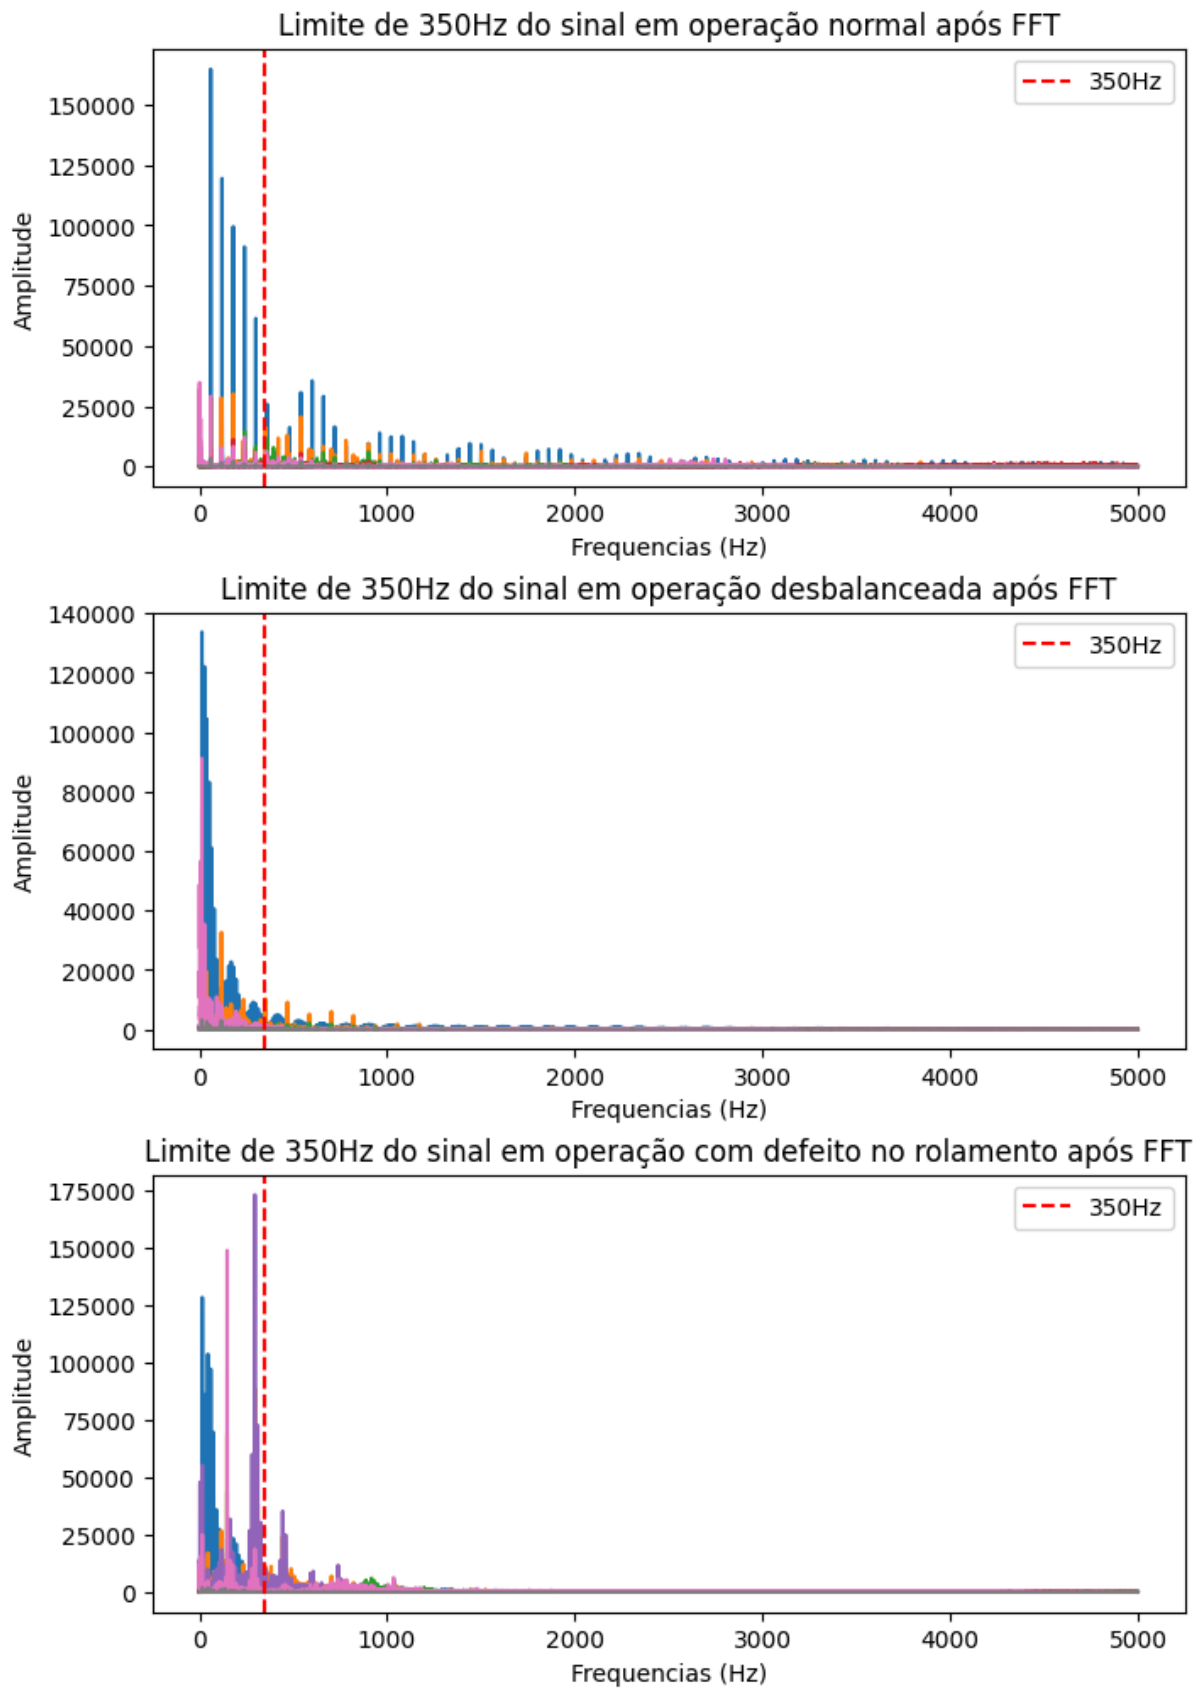 Limite de 350Hz do sinal em operação normal após FFT
350Hz
150000
125000
100000
75000
50000
25000
0
Amplitude
0 1000 2000 3000 4000 5000
Frequencias (Hz)
Limite de 350Hz do sinal em operação desbalanceada após FFT
350Hz
140000
120000
100000
80000
60000
40000
20000
0
Amplitude
0 1000 2000 3000 4000 5000
Frequencias (Hz)
Limite de 350Hz do sinal em operação com defeito no rolamento após FFT
350Hz
175000
150000
125000
100000
75000
50000
25000
0
Amplitude
0 1000 2000 3000 4000 5000
Frequencias (Hz)